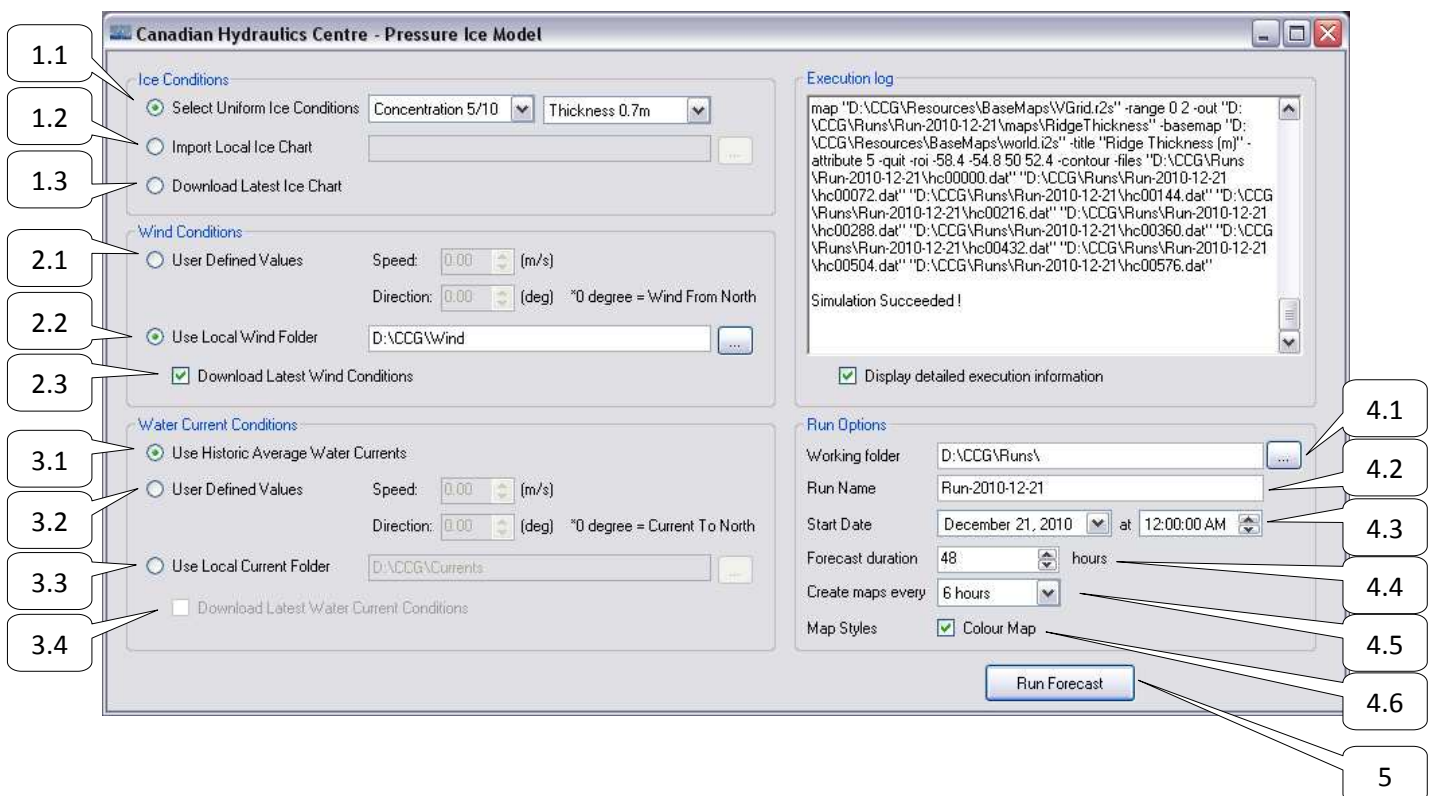 Canadian Hydraulics Centre - Pressure Ice Model
1.1
Ice Conditions
Select Uniform Ice Conditions Concentration 5/10 Thickness 0.7m
1.2
Import Local Ice Chart ...
1.3
Download Latest Ice Chart
Wind Conditions
2.1
User Defined Values Speed: 0.00 (m/s)
Direction: 0.00 (deg) *0 degree = Wind From North
2.2
Use Local Wind Folder D:\CCG\Wind ...
2.3
Download Latest Wind Conditions
Water Current Conditions
3.1
Use Historic Average Water Currents
3.2
User Defined Values Speed: 0.00 (m/s)
Direction: 0.00 (deg) *0 degree = Current To North
3.3
Use Local Current Folder D:\CCG\Currents ...
3.4
Download Latest Water Current Conditions
Execution log
map "D:\CCG\Resources\BaseMaps\VGrid.r2s" -range 0 2 -out "D:
\CCG\Runs\Run-2010-12-21\maps\RidgeThickness" -basemap "D:
\CCG\Resources\BaseMaps\world.i2s" -title "Ridge Thickness (m)" -
attribute 5 -quit -roi -58.4 -54.8 50 52.4 -contour -files "D:\CCG\Runs
\Run-2010-12-21\hc00000.dat" "D:\CCG\Runs\Run-2010-12-21
\hc00072.dat" "D:\CCG\Runs\Run-2010-12-21\hc00144.dat" "D:\CCG
\Runs\Run-2010-12-21\hc00216.dat" "D:\CCG\Runs\Run-2010-12-21
\hc00288.dat" "D:\CCG\Runs\Run-2010-12-21\hc00360.dat" "D:\CCG
\Runs\Run-2010-12-21\hc00432.dat" "D:\CCG\Runs\Run-2010-12-21
\hc00504.dat" "D:\CCG\Runs\Run-2010-12-21\hc00576.dat"
Simulation Succeeded !
Display detailed execution information
Run Options
4.1
Working folder D:\CCG\Runs\ ...
4.2
Run Name Run-2010-12-21
4.3
Start Date December 21, 2010 at 12:00:00 AM
4.4
Forecast duration 48 hours
4.5
Create maps every 6 hours
4.6
Map Styles Colour Map
Run Forecast
5